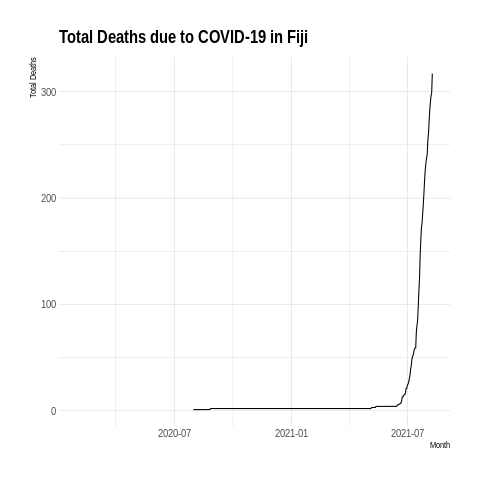 Total Deaths due to COVID-19 in Fiji
Total Deaths
300
200
100
0
2020-07
2021-01
2021-07
Month